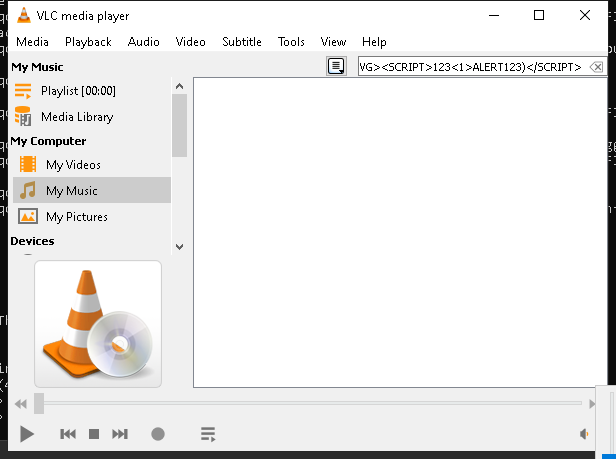 VLC media player
Media Playback Audio Video Subtitle Tools View Help
My Music
VG><SCRIPT>123<1>ALERT123)</SCRIPT>
Playlist [00:00]
Media Library
My Computer
My Videos
My Music
My Pictures
Devices